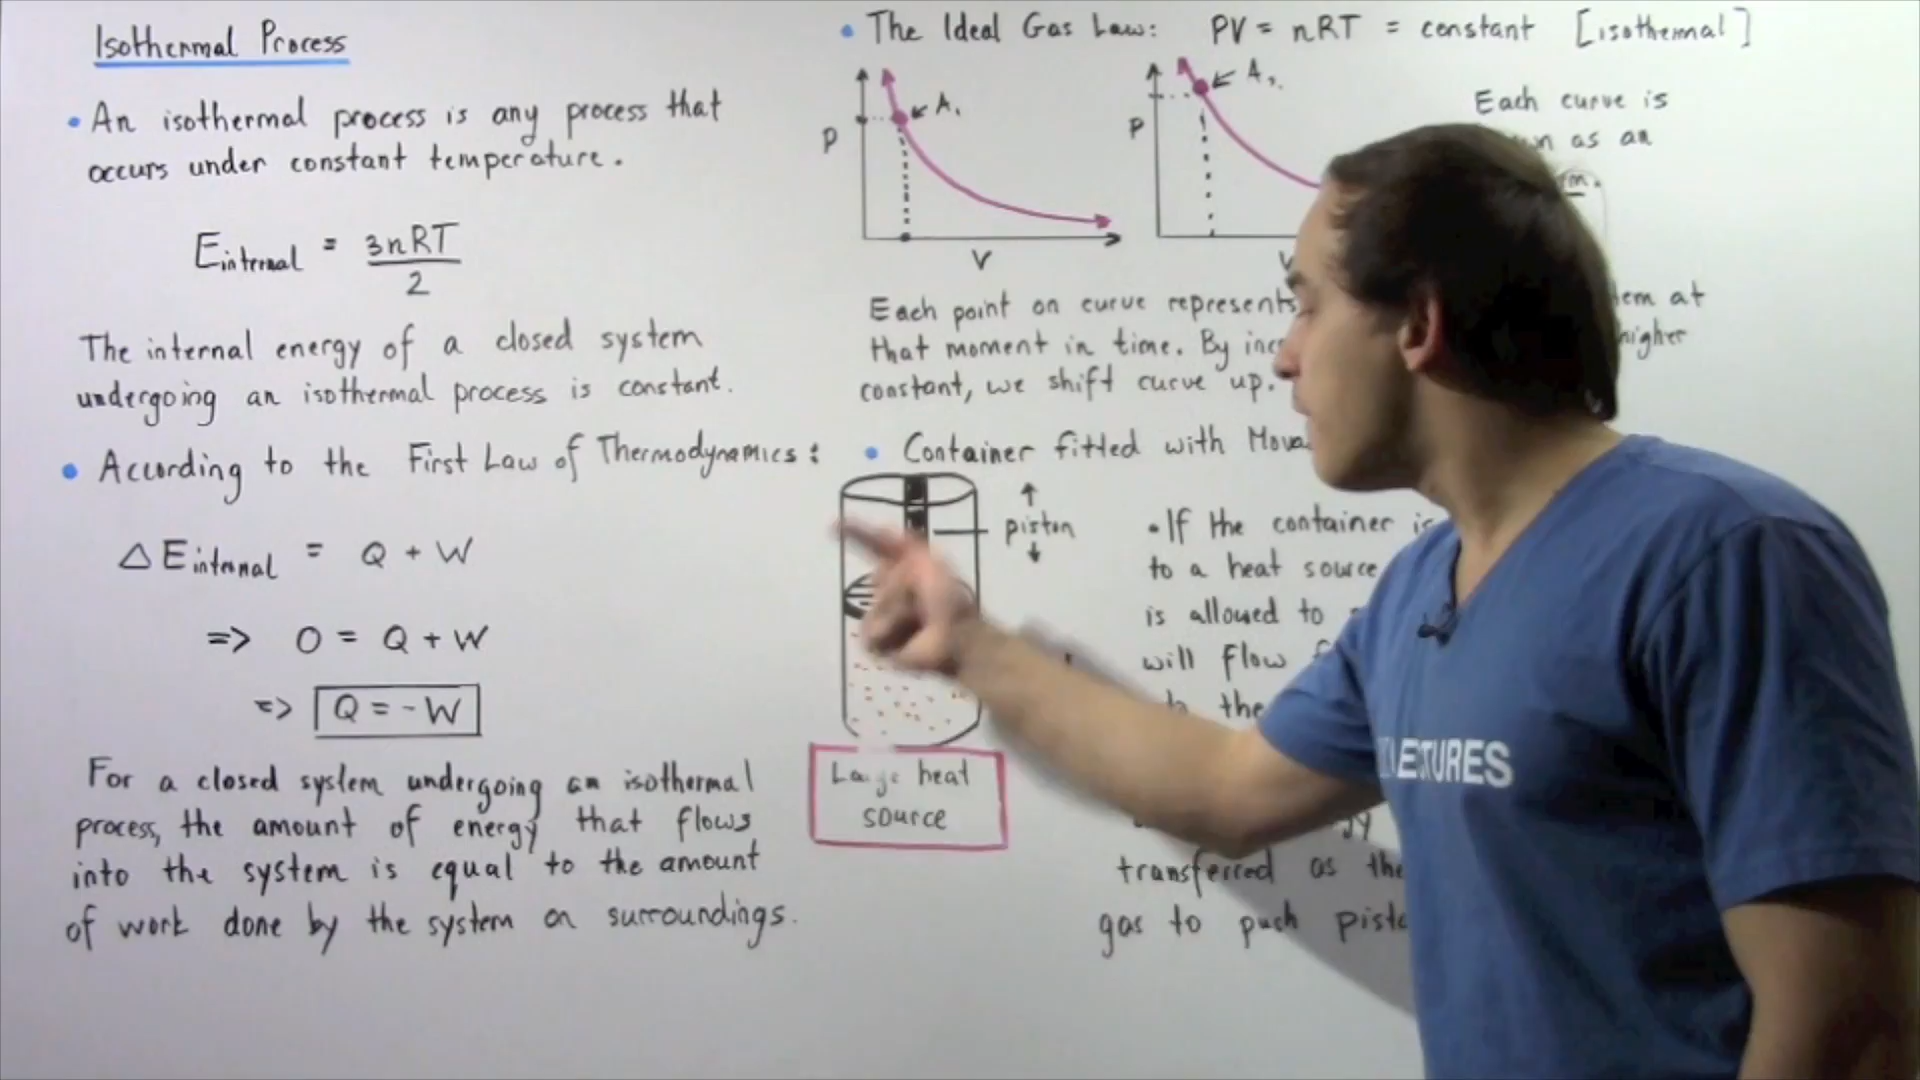 Isothermal Process
• An isothermal process is any process that
occurs under constant temperature.
Einternal = 3nRT
2
The internal energy of a closed system
undergoing an isothermal process is constant.
• According to the First Law of Thermodynamics:
△ Einternal = Q + W
=> 0 = Q + W
=> Q = - W
For a closed system undergoing an isothermal
process, the amount of energy that flows
into the system is equal to the amount
of work done by the system on surroundings.
• The Ideal Gas Law: PV = nRT = constant [isothermal]
P
A1
V
P
A2
Each curve is
as an
Each point on curve represents
that moment in time. By
constant, we shift curve up.
at
higher
• Container fitted with
piston
Large heat
source
• If the container is
to a heat source
is allowed to
will flow
the
transferred as the
gas to push
LECTURES